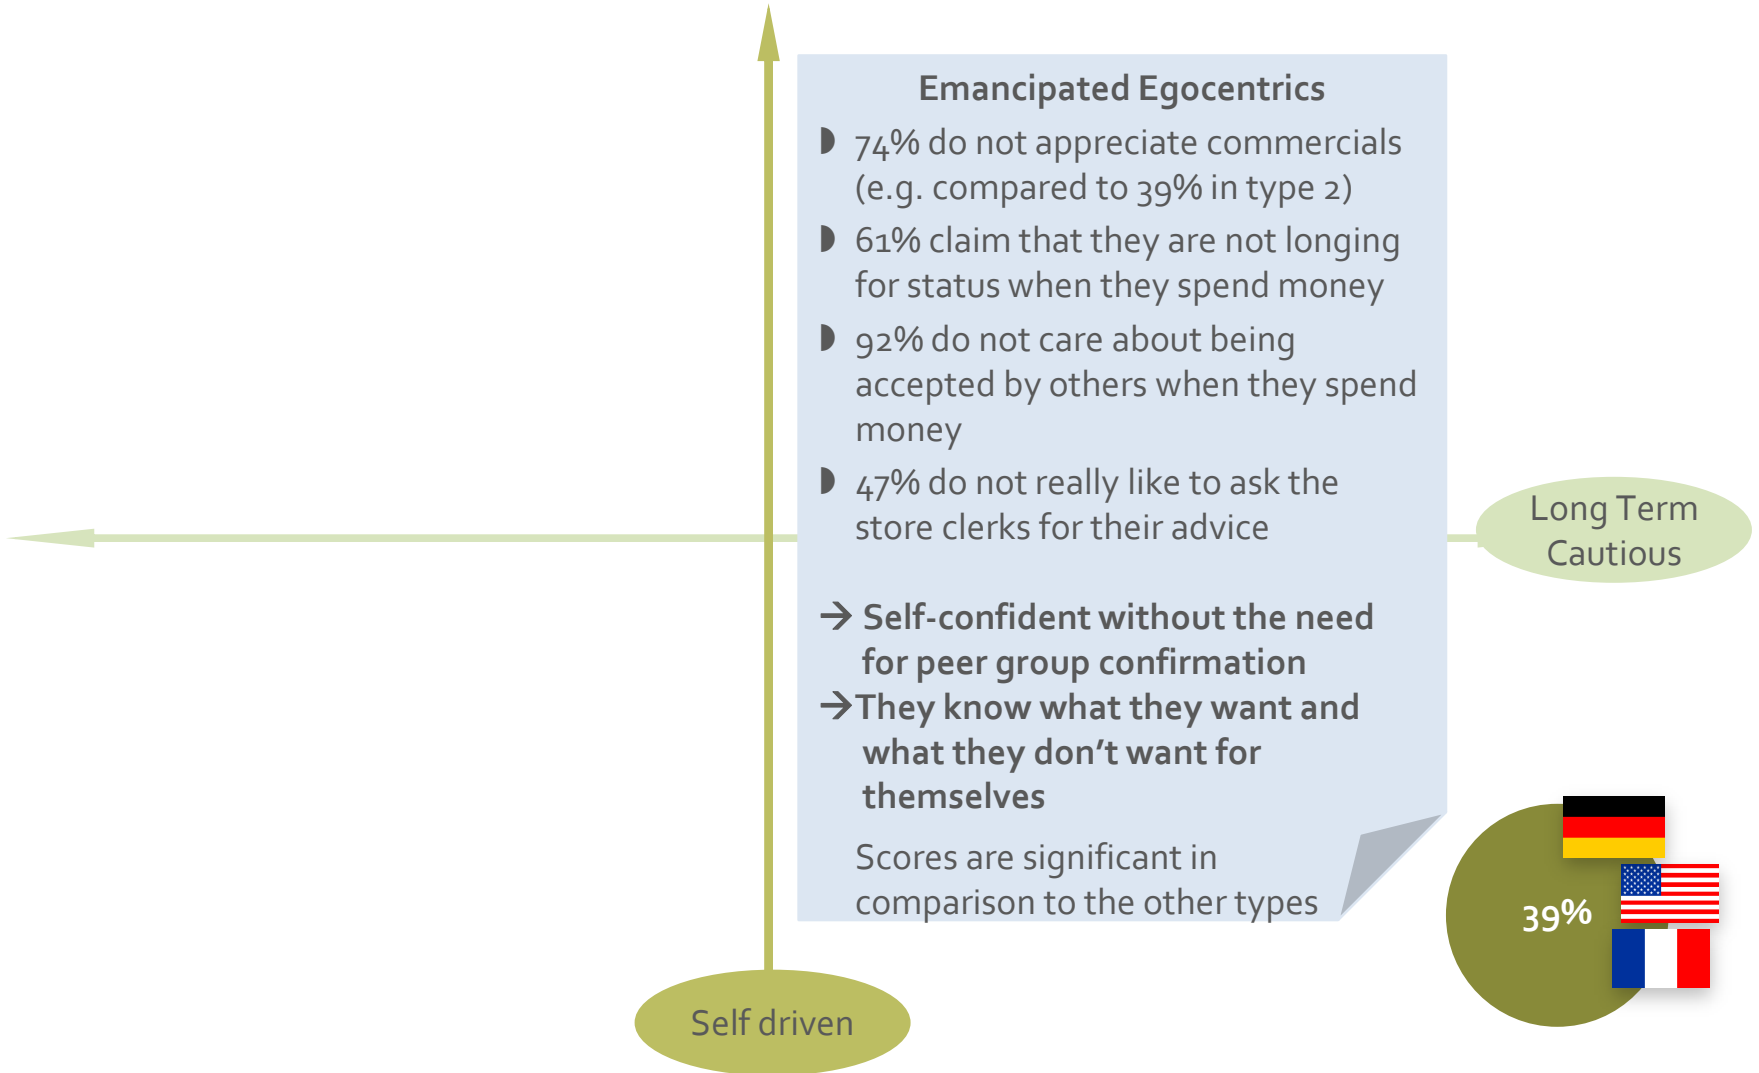 Emancipated Egocentrics
◗ 74% do not appreciate commercials
(e.g. compared to 39% in type 2)
◗ 61% claim that they are not longing
for status when they spend money
◗ 92% do not care about being
accepted by others when they spend
money
◗ 47% do not really like to ask the
store clerks for their advice
→ Self-confident without the need
for peer group confirmation
→They know what they want and
what they don’t want for
themselves
Scores are significant in
comparison to the other types
Long Term
Cautious
39%
Self driven